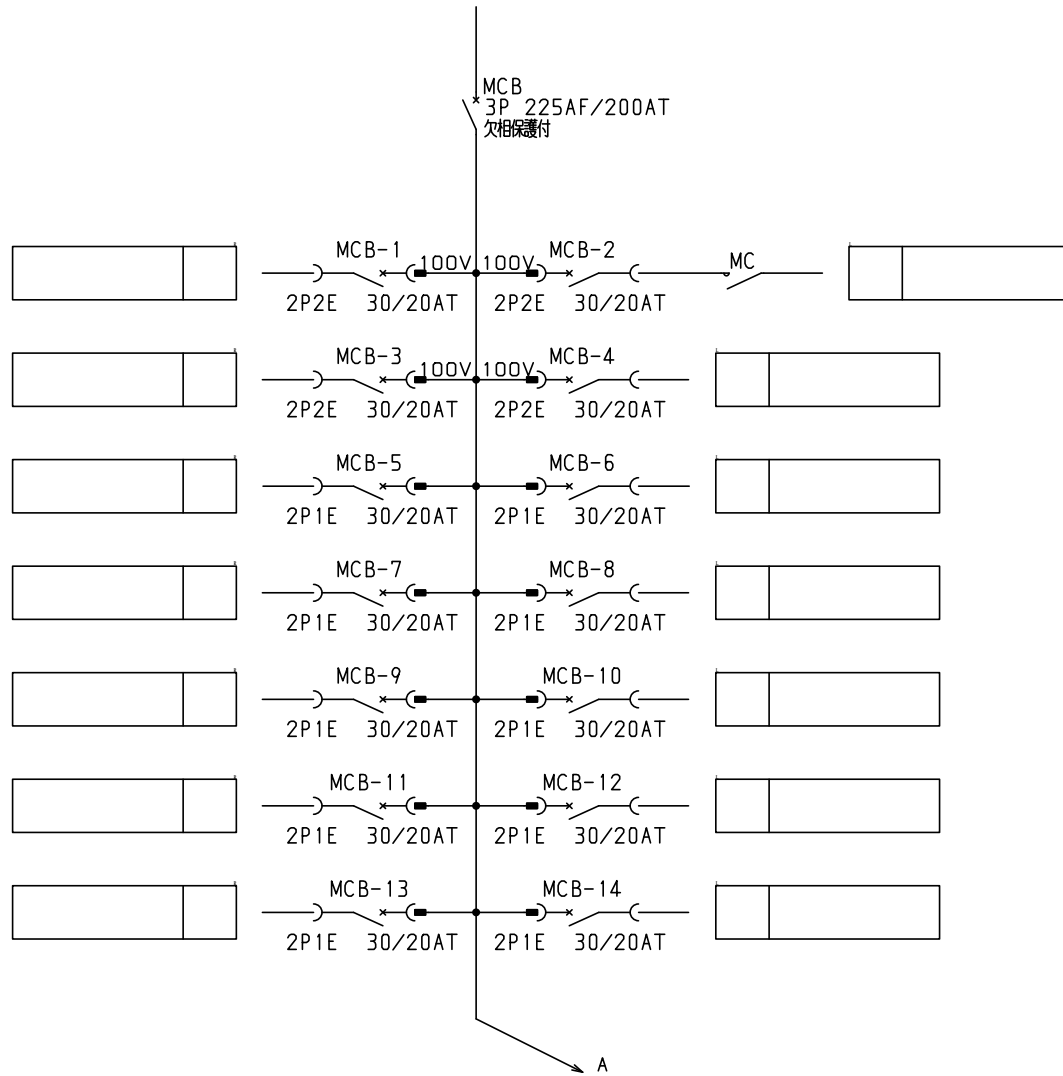 MCB
3P 225AF/200AT
欠相保護付
MCB-1 100V 100V MCB-2 MC
2P2E 30/20AT 2P2E 30/20AT
MCB-3 100V 100V MCB-4
2P2E 30/20AT 2P2E 30/20AT
MCB-5 MCB-6
2P1E 30/20AT 2P1E 30/20AT
MCB-7 MCB-8
2P1E 30/20AT 2P1E 30/20AT
MCB-9 MCB-10
2P1E 30/20AT 2P1E 30/20AT
MCB-11 MCB-12
2P1E 30/20AT 2P1E 30/20AT
MCB-13 MCB-14
2P1E 30/20AT 2P1E 30/20AT
A